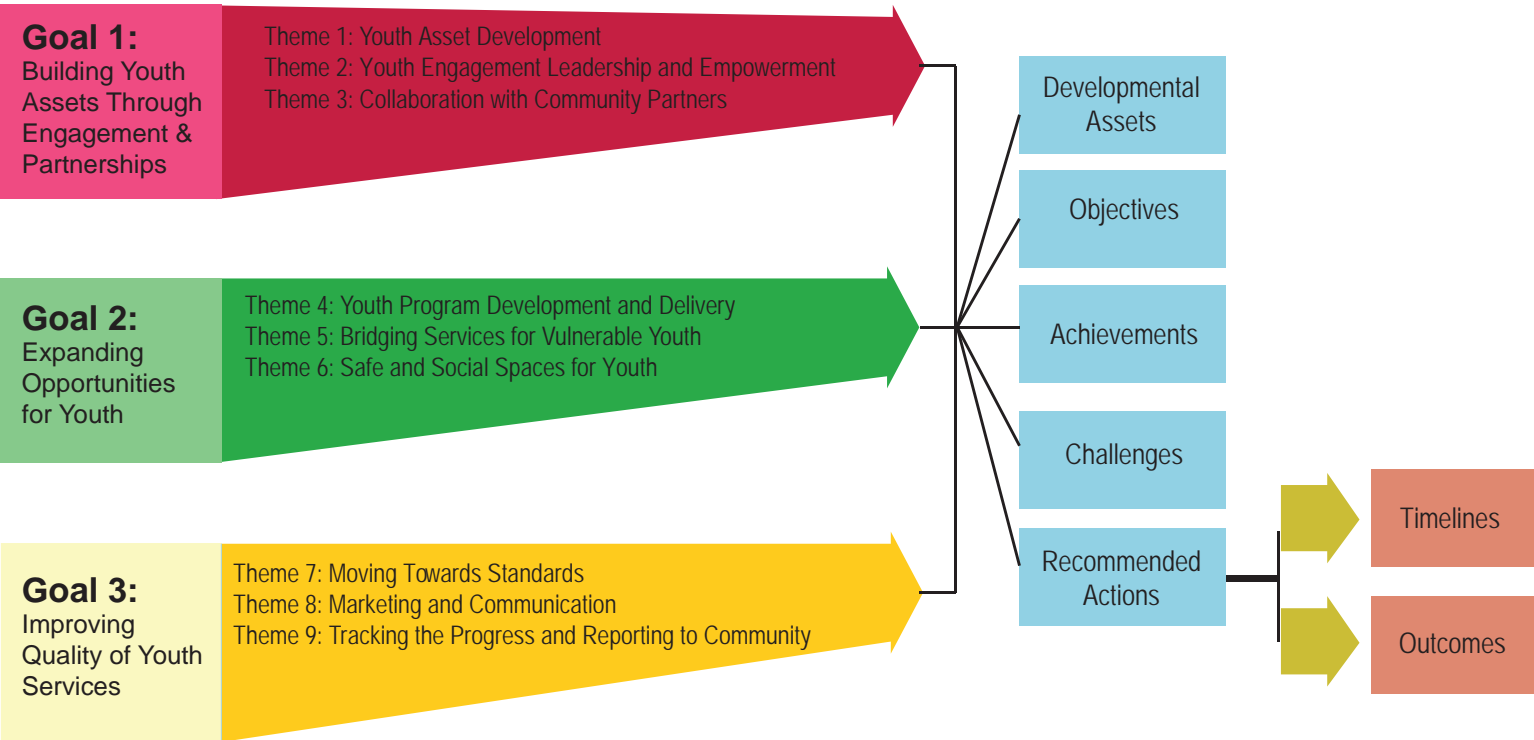 Goal 1:
Building Youth
Assets Through
Engagement &
Partnerships
Theme 1: Youth Asset Development
Theme 2: Youth Engagement Leadership and Empowerment
Theme 3: Collaboration with Community Partners
Goal 2:
Expanding
Opportunities
for Youth
Theme 4: Youth Program Development and Delivery
Theme 5: Bridging Services for Vulnerable Youth
Theme 6: Safe and Social Spaces for Youth
Goal 3:
Improving
Quality of Youth
Services
Theme 7: Moving Towards Standards
Theme 8: Marketing and Communication
Theme 9: Tracking the Progress and Reporting to Community
Developmental
Assets
Objectives
Achievements
Challenges
Recommended
Actions
Timelines
Outcomes